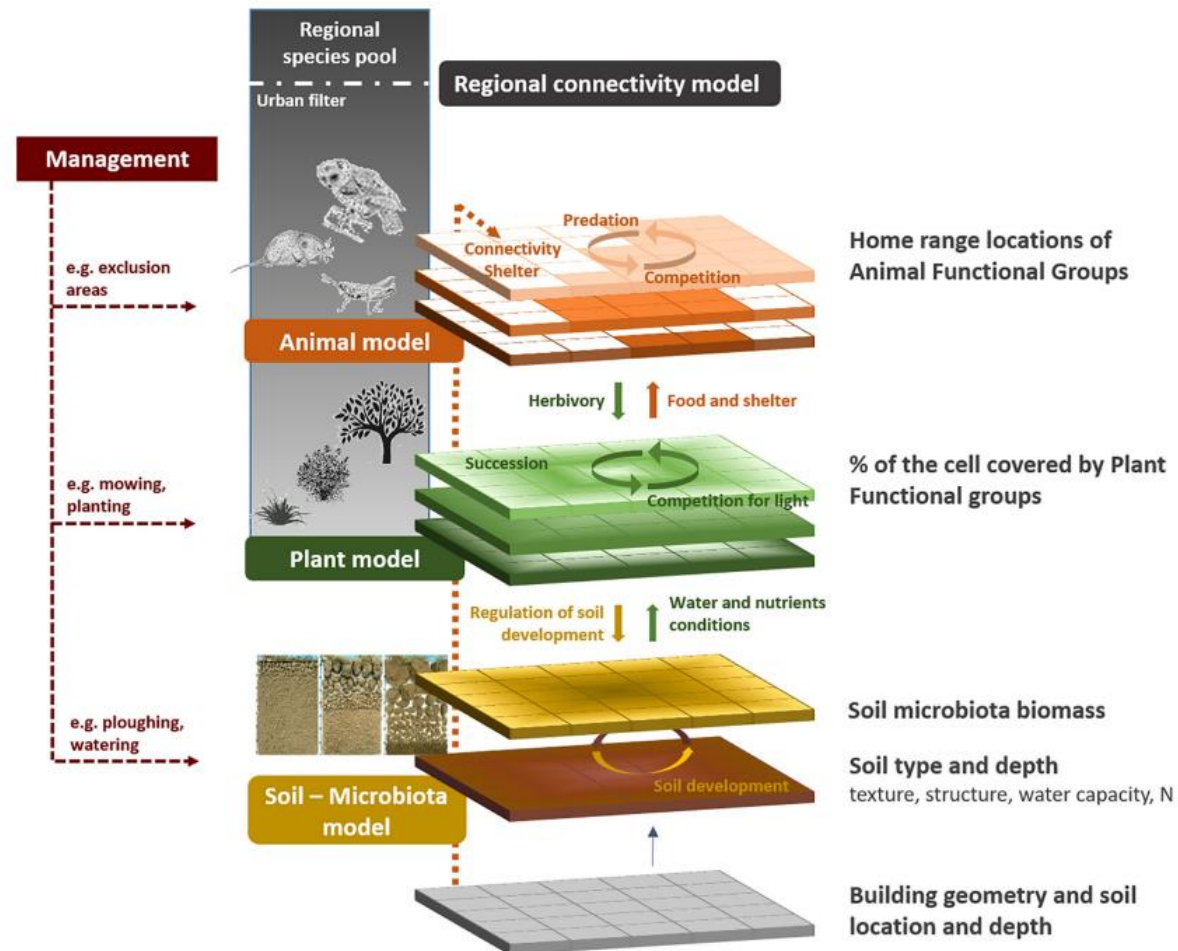 Regional
species pool
Urban filter
Regional connectivity model
Management
e.g. exclusion
areas
e.g. mowing,
planting
e.g. ploughing,
watering
Animal model
Plant model
Soil – Microbiota
model
Predation
Connectivity
Shelter
Competition
Herbivory
Food and shelter
Succession
Competition for light
Regulation of soil
development
Water and nutrients
conditions
Soil development
Home range locations of
Animal Functional Groups
% of the cell covered by Plant
Functional groups
Soil microbiota biomass
Soil type and depth
texture, structure, water capacity, N
Building geometry and soil
location and depth